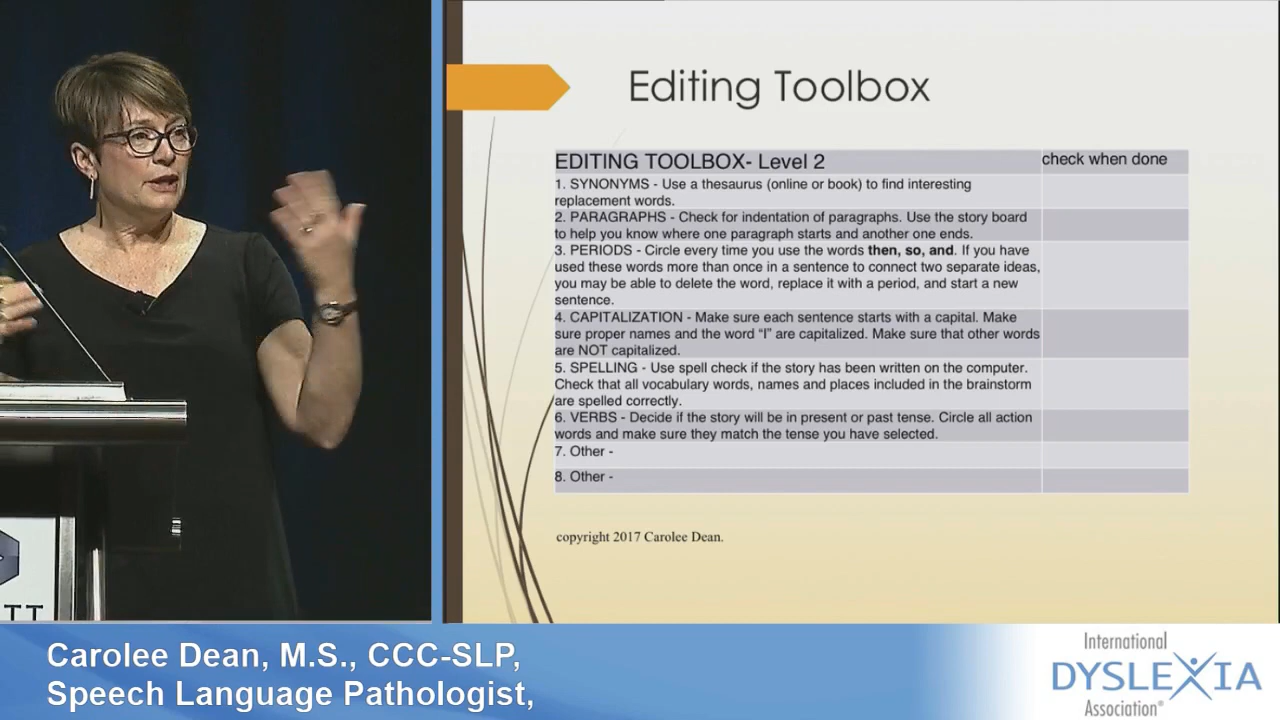 Editing Toolbox
EDITING TOOLBOX- Level 2
check when done
1. SYNONYMS - Use a thesaurus (online or book) to find interesting
replacement words.
2. PARAGRAPHS - Check for indentation of paragraphs. Use the story board
to help you know where one paragraph starts and another one ends.
3. PERIODS - Circle every time you use the words then, so, and. If you have
used these words more than once in a sentence to connect two separate ideas,
you may be able to delete the word, replace it with a period, and start a new
sentence.
4. CAPITALIZATION - Make sure each sentence starts with a capital. Make
sure proper names and the word “I” are capitalized. Make sure that other words
are NOT capitalized.
5. SPELLING - Use spell check if the story has been written on the computer.
Check that all vocabulary words, names and places included in the brainstorm
are spelled correctly.
6. VERBS - Decide if the story will be in present or past tense. Circle all action
words and make sure they match the tense you have selected.
7. Other -
8. Other -
copyright 2017 Carolee Dean.
TT
Carolee Dean, M.S., CCC-SLP,
Speech Language Pathologist,
International
DYSLEXIA
Association®